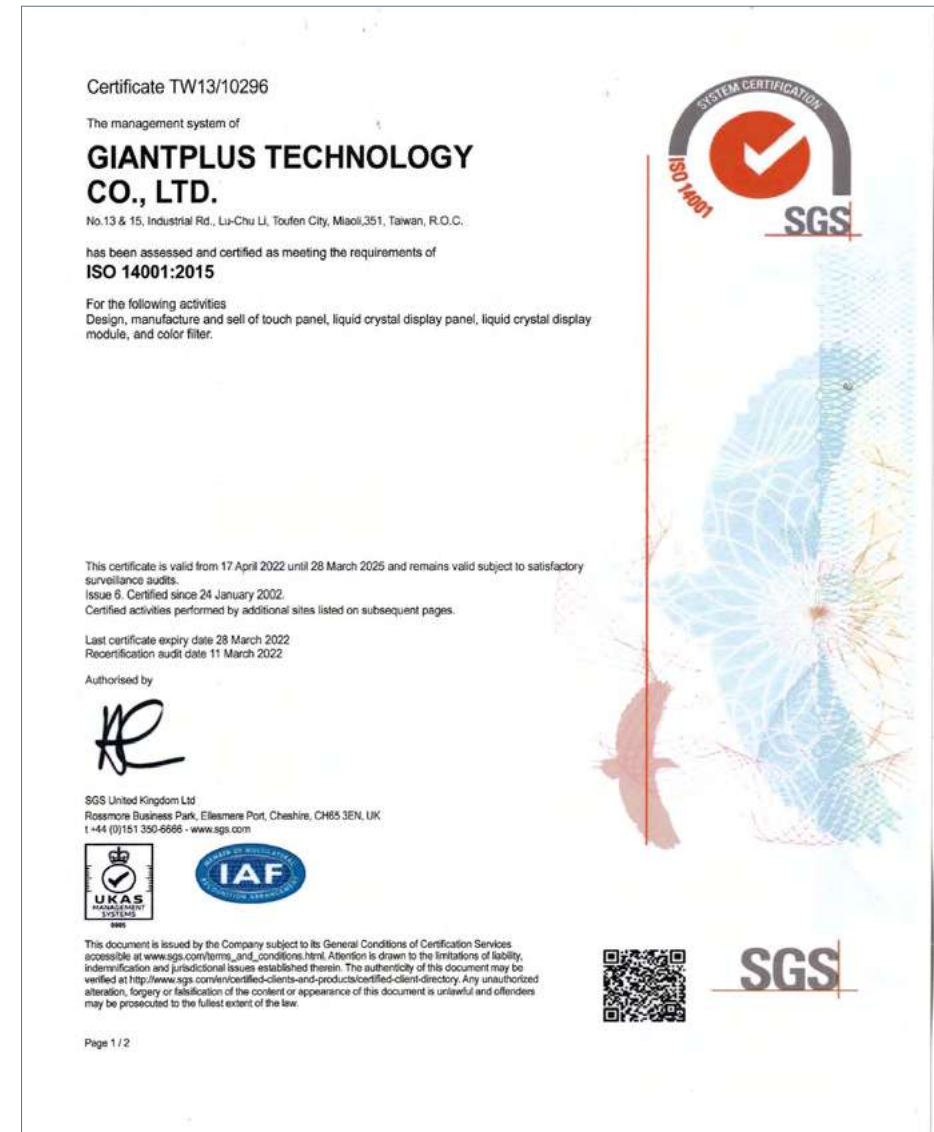 Certificate TW13/10296
The management system of
GIANTPLUS TECHNOLOGY
CO., LTD.
No.13 & 15, Industrial Rd., Lu-Chu Li, Toufen City, Miaoli,351, Taiwan, R.O.C.
has been assessed and certified as meeting the requirements of
ISO 14001:2015
For the following activities
Design, manufacture and sell of touch panel, liquid crystal display panel, liquid crystal display
module, and color filter.
SYSTEM CERTIFICATION
ISO 14001
SGS
This certificate is valid from 17 April 2022 until 28 March 2025 and remains valid subject to satisfactory
surveillance audits.
Issue 6. Certified since 24 January 2002.
Certified activities performed by additional sites listed on subsequent pages.
Last certificate expiry date 28 March 2022
Recertification audit date 11 March 2022
Authorised by
SGS United Kingdom Ltd
Rossmore Business Park, Ellesmere Port, Cheshire, CH65 3EN, UK
t +44 (0)151 350-6666 - www.sgs.com
UKAS
MANAGEMENT
SYSTEMS
0005
MEMBER OF MULTILATERAL
IAF
RECOGNITION ARRANGEMENT
This document is issued by the Company subject to its General Conditions of Certification Services
accessible at www.sgs.com/terms_and_conditions.html. Attention is drawn to the limitations of liability,
indemnification and jurisdictional issues established therein. The authenticity of this document may be
verified at http://www.sgs.com/en/certified-clients-and-products/certified-client-directory. Any unauthorized
alteration, forgery or falsification of the content or appearance of this document is unlawful and offenders
may be prosecuted to the fullest extent of the law.
SGS
Page 1 / 2